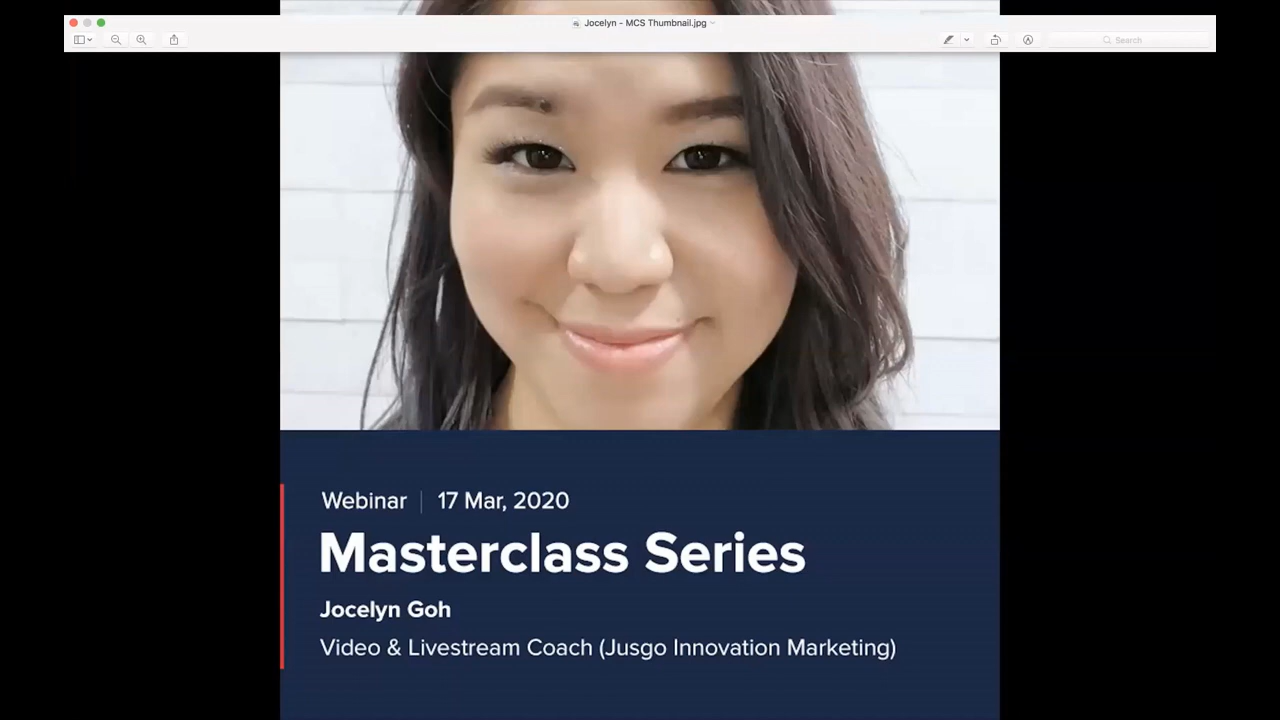 Jocelyn - MCS Thumbnail.jpg
Search
Webinar | 17 Mar, 2020
Masterclass Series
Jocelyn Goh
Video & Livestream Coach (Jusgo Innovation Marketing)